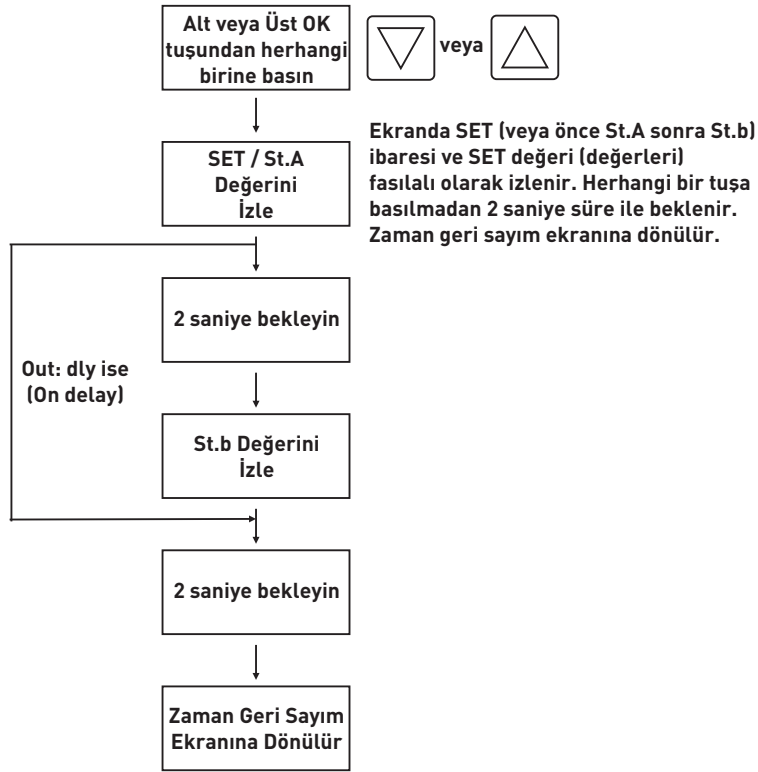 Alt veya Üst OK
tuşundan herhangi
birine basın
veya
Ekranda SET (veya önce St.A sonra St.b)
ibaresi ve SET değeri (değerleri)
fasılalı olarak izlenir. Herhangi bir tuşa
basılmadan 2 saniye süre ile beklenir.
Zaman geri sayım ekranına dönülür.
SET / St.A
Değerini
İzle
2 saniye bekleyin
Out: dly ise
(On delay)
St.b Değerini
İzle
2 saniye bekleyin
Zaman Geri Sayım
Ekranına Dönülür